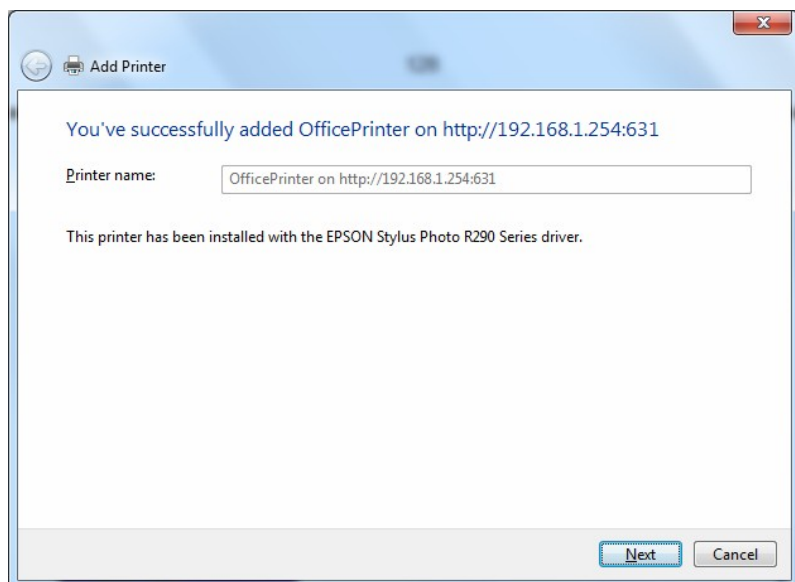 Add Printer
You've successfully added OfficePrinter on http://192.168.1.254:631
Printer name:
OfficePrinter on http://192.168.1.254:631
This printer has been installed with the EPSON Stylus Photo R290 Series driver.
Next
Cancel